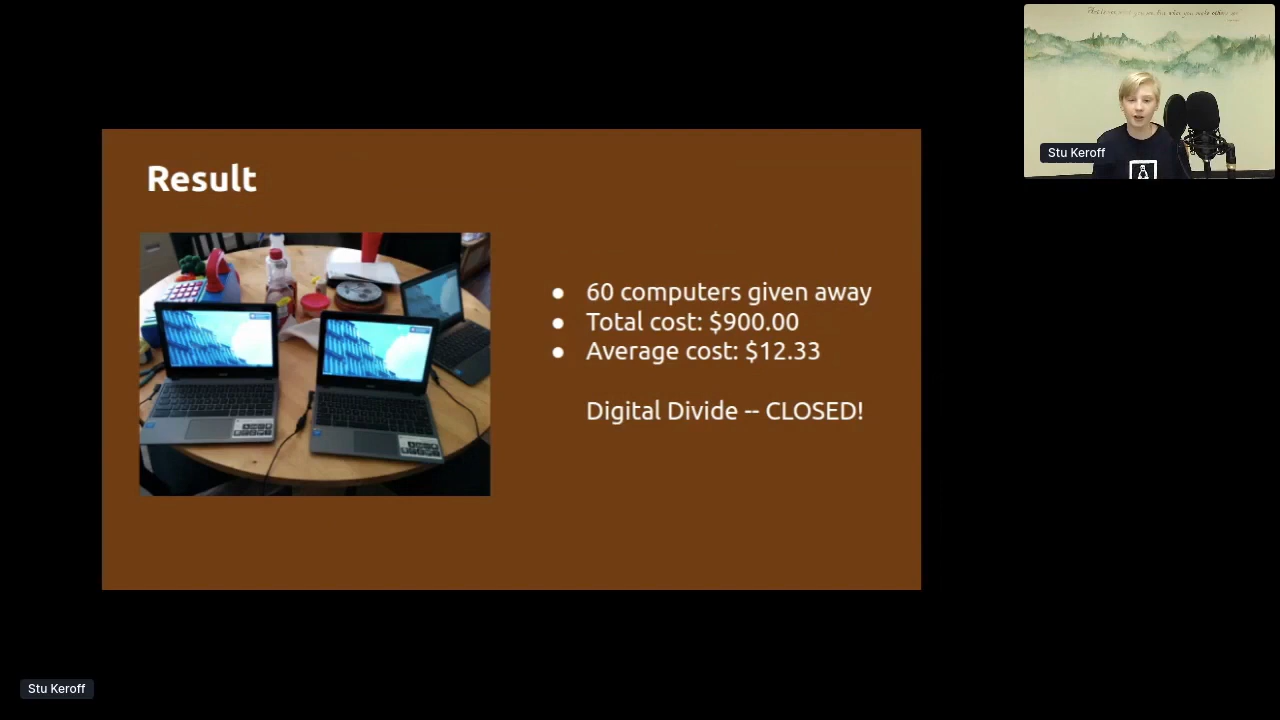 Stu Keroff
Result
● 60 computers given away
● Total cost: $900.00
● Average cost: $12.33
Digital Divide -- CLOSED!
Stu Keroff